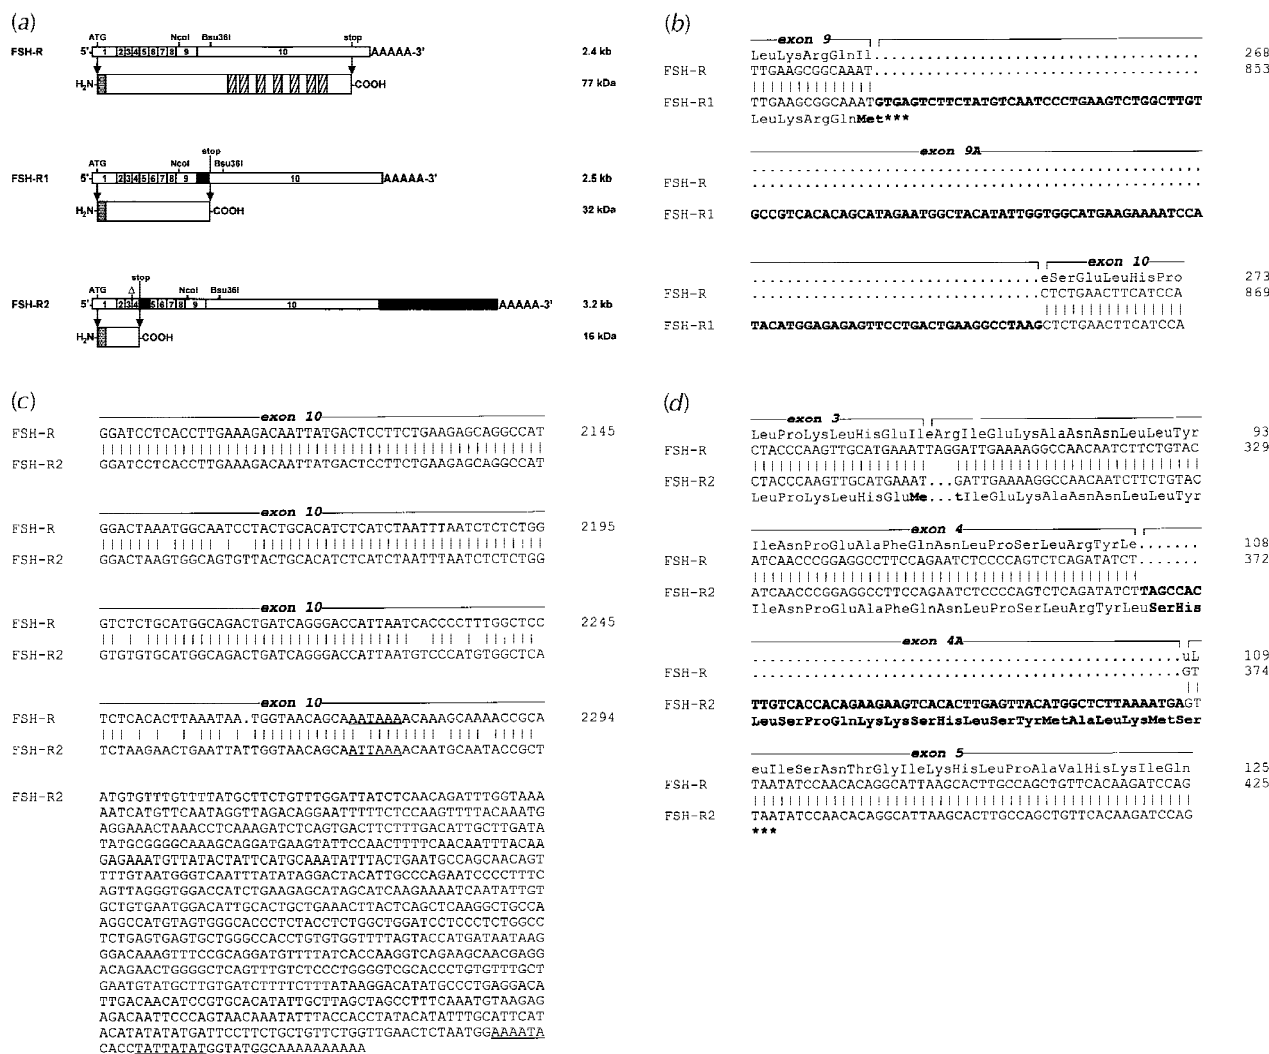 (a)
ATG NcoI Bsu36I stop
FSH-R 5' 1 2 3 4 5 6 7 8 9 10 AAAAA-3' 2.4 kb
H2N COOH 77 kDa
stop
ATG NcoI Bsu36I
FSH-R1 5' 1 2 3 4 5 6 7 8 9 10 AAAAA-3' 2.5 kb
H2N COOH 32 kDa
stop
ATG Δ NcoI Bsu36I
FSH-R2 5' 1 2 3 4 5 6 7 8 9 10 AAAAA-3' 3.2 kb
H2N COOH 16 kDa
(b)
exon 9
LeuLysArgGlnIl 268
FSH-R TTGAAGCGGCAAAT 853
FSH-R1 TTGAAGCGGCAAATGTGAGTCTTCTATGTCAATCCCTGAAGTCTGGCTTGT
LeuLysArgGlnMet***
exon 9A
FSH-R
FSH-R1 GCCGTCACACAGCATAGAATGGCTACATATTGGTGGCATGAAGAAAATCCA
exon 10
eSerGluLeuHisPro 273
FSH-R CTCTGAACTTCATCCA 869
FSH-R1 TACATGGAGAGAGTTCCTGACTGAAGGCCTAAGCTCTGAACTTCATCCA
(c)
exon 10
FSH-R GGATCCTCACCTTGAAAGACAATTATGACTCCTTCTGAAGAGCAGGCCAT 2145
FSH-R2 GGATCCTCACCTTGAAAGACAATTATGACTCCTTCTGAAGAGCAGGCCAT
exon 10
FSH-R GGACTAAATGGCAATCCTACTGCACATCTCATCTAATTTAATCTCTCTGG 2195
FSH-R2 GGACTAAGTGGCAGTGTTACTGCACATCTCATCTAATTTAATCTCTCTGG
exon 10
FSH-R GTCTCTGCATGGCAGACTGATCAGGGACCATTAATCACCCCTTTGGCTCC 2245
FSH-R2 GTGTGTGCATGGCAGACTGATCAGGGACCATTAATGTCCCATGTGGCTCA
exon 10
FSH-R TCTCACACTTAAATAA.TGGTAACAGCAAATAAAACAAAGCAAAACCGCA 2294
FSH-R2 TCTAAGAACTGAATTATTGGTAACAGCAATTAAAACAATGCAATACCGCT
FSH-R2 ATGTGTTTGTTTTATGCTTCTGTTTGGATTATCTCAACAGATTTGGTAAA
AATCATGTTCAATAGGTTAGACAGGAATTTTTCTCCAAGTTTTACAAATG
AGGAAACTAAACCTCAAAGATCTCAGTGACTTCTTTGACATTGCTTGATA
TATGCGGGGCAAAGCAGGATGAAGTATTCCAACTTTTCAACAATTTACAA
GAGAAATGTTATACTATTCATGCAAATATTTACTGAATGCCAGCAACAGT
TTTGTAATGGGTCAATTTATATAGGACTACATTGCCCAGAATCCCCTTTC
AGTTAGGGTGGACCATCTGAAGAGCATAGCATCAAGAAAATCAATATTGT
GCTGTGAATGGACATTGCACTGCTGAAACTTACTCAGCTCAAGGCTGCCA
AGGCCATGTAGTGGGCACCCTCTACCTCTGGCTGGATCCTCCCTCTGGCC
TCTGAGTGAGTGCTGGGCCACCTGTGTGGTTTTAGTACCATGATAATAAG
GGACAAAGTTTCCGCAGGATGTTTTATCACCAAGGTCAGAAGCAACGAGG
ACAGAACTGGGGCTCAGTTTGTCTCCCTGGGGTCGCACCCTGTGTTTGCT
GAATGTATGCTTGTGATCTTTTCTTTATAAGGACATATGCCCTGAGGACA
TTGACAACATCCGTGCACATATTGCTTAGCTAGCCTTTCAAATGTAAGAG
AGACAATTCCCAGTAACAAATATTTACCACCTATACATATTTGCATTCAT
ACATATATATGATTCCTTCTGCTGTTCTGGTTGAACTCTAATGGAAAATA
CACCTATTATATGGTATGGCAAAAAAAAAA
(d)
exon 3
LeuProLysLeuHisGluIleArgIleGluLysAlaAsnAsnLeuLeuTyr 93
FSH-R CTACCCAAGTTGCATGAAATTAGGATTGAAAAGGCCAACAATCTTCTGTAC 329
FSH-R2 CTACCCAAGTTGCATGAAAT...GATTGAAAAGGCCAACAATCTTCTGTAC
LeuProLysLeuHisGluMe...tIleGluLysAlaAsnAsnLeuLeuTyr
exon 4
IleAsnProGluAlaPheGlnAsnLeuProSerLeuArgTyrLe....... 108
FSH-R ATCAACCCGGAGGCCTTCCAGAATCTCCCCAGTCTCAGATATCT....... 372
FSH-R2 ATCAACCCGGAGGCCTTCCAGAATCTCCCCAGTCTCAGATATCTTAGCCAC
IleAsnProGluAlaPheGlnAsnLeuProSerLeuArgTyrLeuSerHis
exon 4A
uL 109
FSH-R GT 374
FSH-R2 TTGTCACCACAGAAGAAGTCACACTTGAGTTACATGGCTCTTAAAATGAGT
LeuSerProGlnLysLysSerHisLeuSerTyrMetAlaLeuLysMetSer
exon 5
euIleSerAsnThrGlyIleLysHisLeuProAlaValHisLysIleGln 125
FSH-R TAATATCCAACACAGGCATTAAGCACTTGCCAGCTGTTCACAAGATCCAG 425
FSH-R2 TAATATCCAACACAGGCATTAAGCACTTGCCAGCTGTTCACAAGATCCAG
***